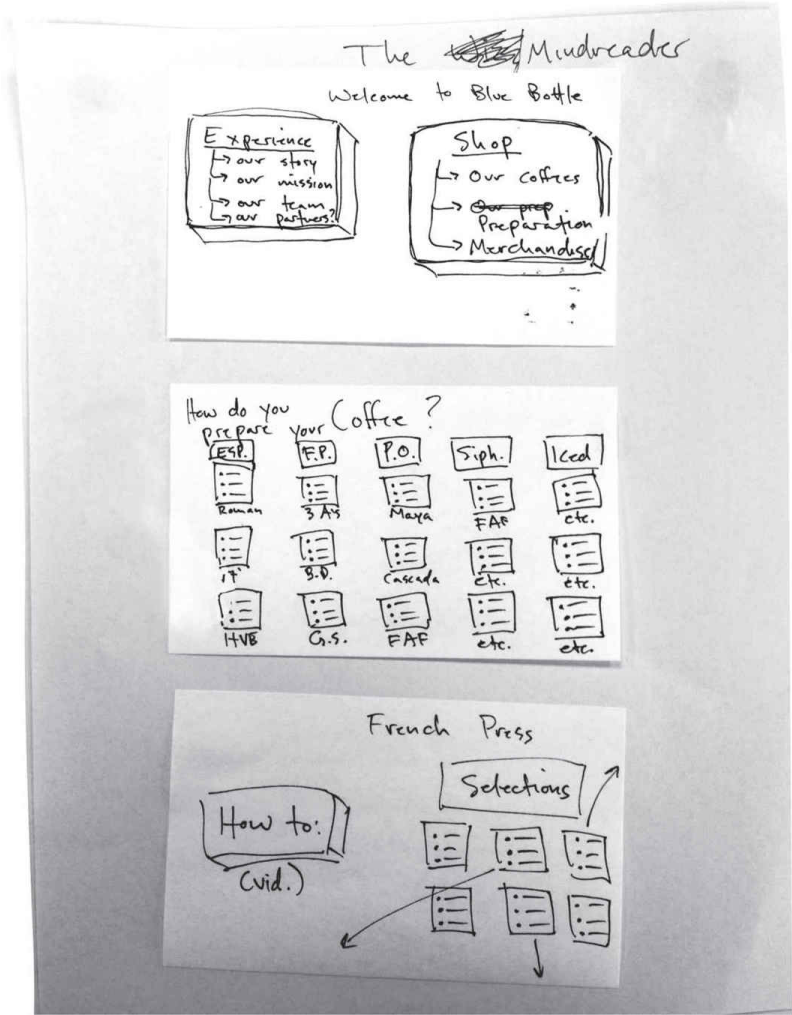 The Mindreader
Welcome to Blue Bottle
Experience
our story
our mission
our team
our partners?
Shop
Our coffees
Our prep.
Preparation
Merchandise
How do you
prepare your Coffee ?
ESP. F.P. P.O. Siph. Iced
Roman 3 A's Maya FAF etc.
17' B.D. Cascada etc. etc.
HVB G.S. FAF etc. etc.
French Press
Selections
How to:
(vid.)